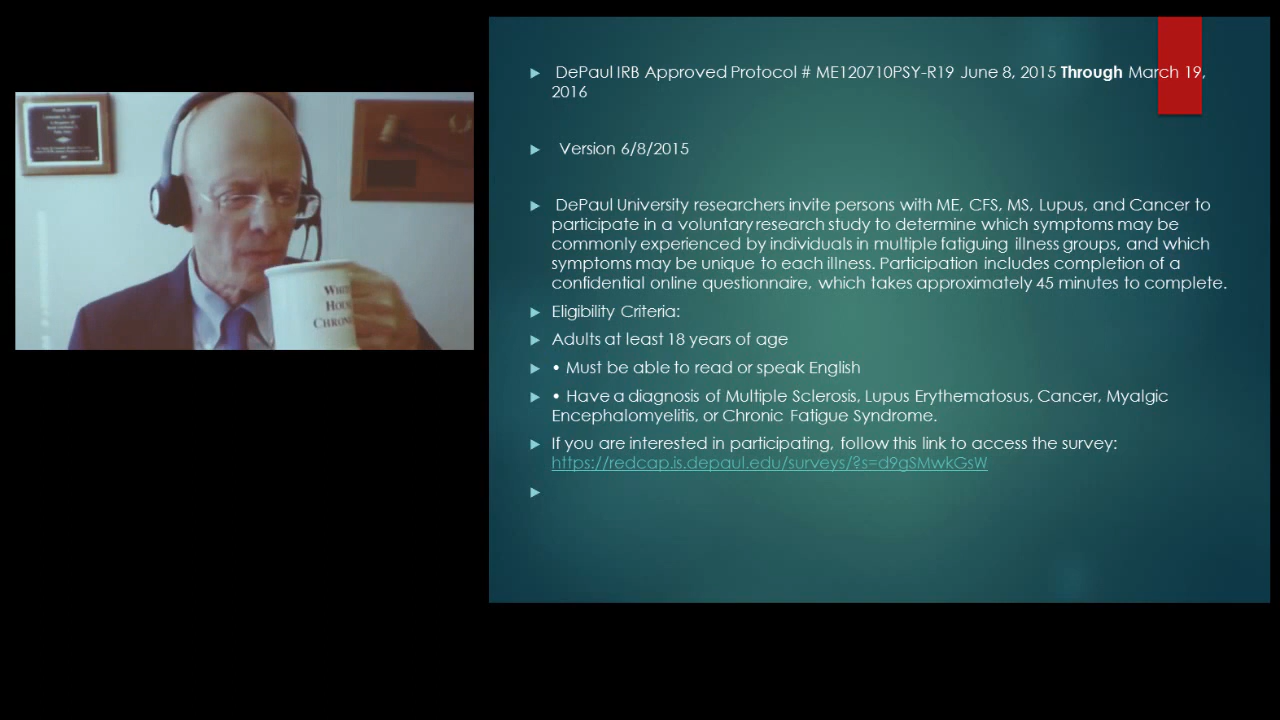 DePaul IRB Approved Protocol # ME120710PSY-R19 June 8, 2015 Through March 19,
2016
Version 6/8/2015
DePaul University researchers invite persons with ME, CFS, MS, Lupus, and Cancer to
participate in a voluntary research study to determine which symptoms may be
commonly experienced by individuals in multiple fatiguing illness groups, and which
symptoms may be unique to each illness. Participation includes completion of a
confidential online questionnaire, which takes approximately 45 minutes to complete.
Eligibility Criteria:
Adults at least 18 years of age
• Must be able to read or speak English
• Have a diagnosis of Multiple Sclerosis, Lupus Erythematosus, Cancer, Myalgic
Encephalomyelitis, or Chronic Fatigue Syndrome.
If you are interested in participating, follow this link to access the survey:
https://redcap.is.depaul.edu/surveys/?s=d9gSMwkGsW